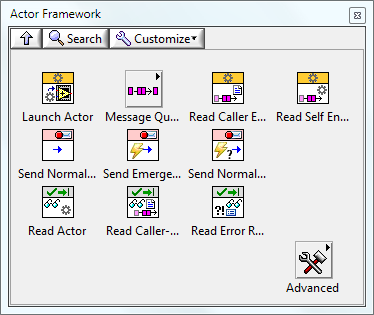 Actor Framework
Search Customize
Launch Actor Message Qu... Read Caller E... Read Self En...
Send Normal... Send Emerge... Send Normal...
?
Read Actor Read Caller-... Read Error R...
?!
Advanced